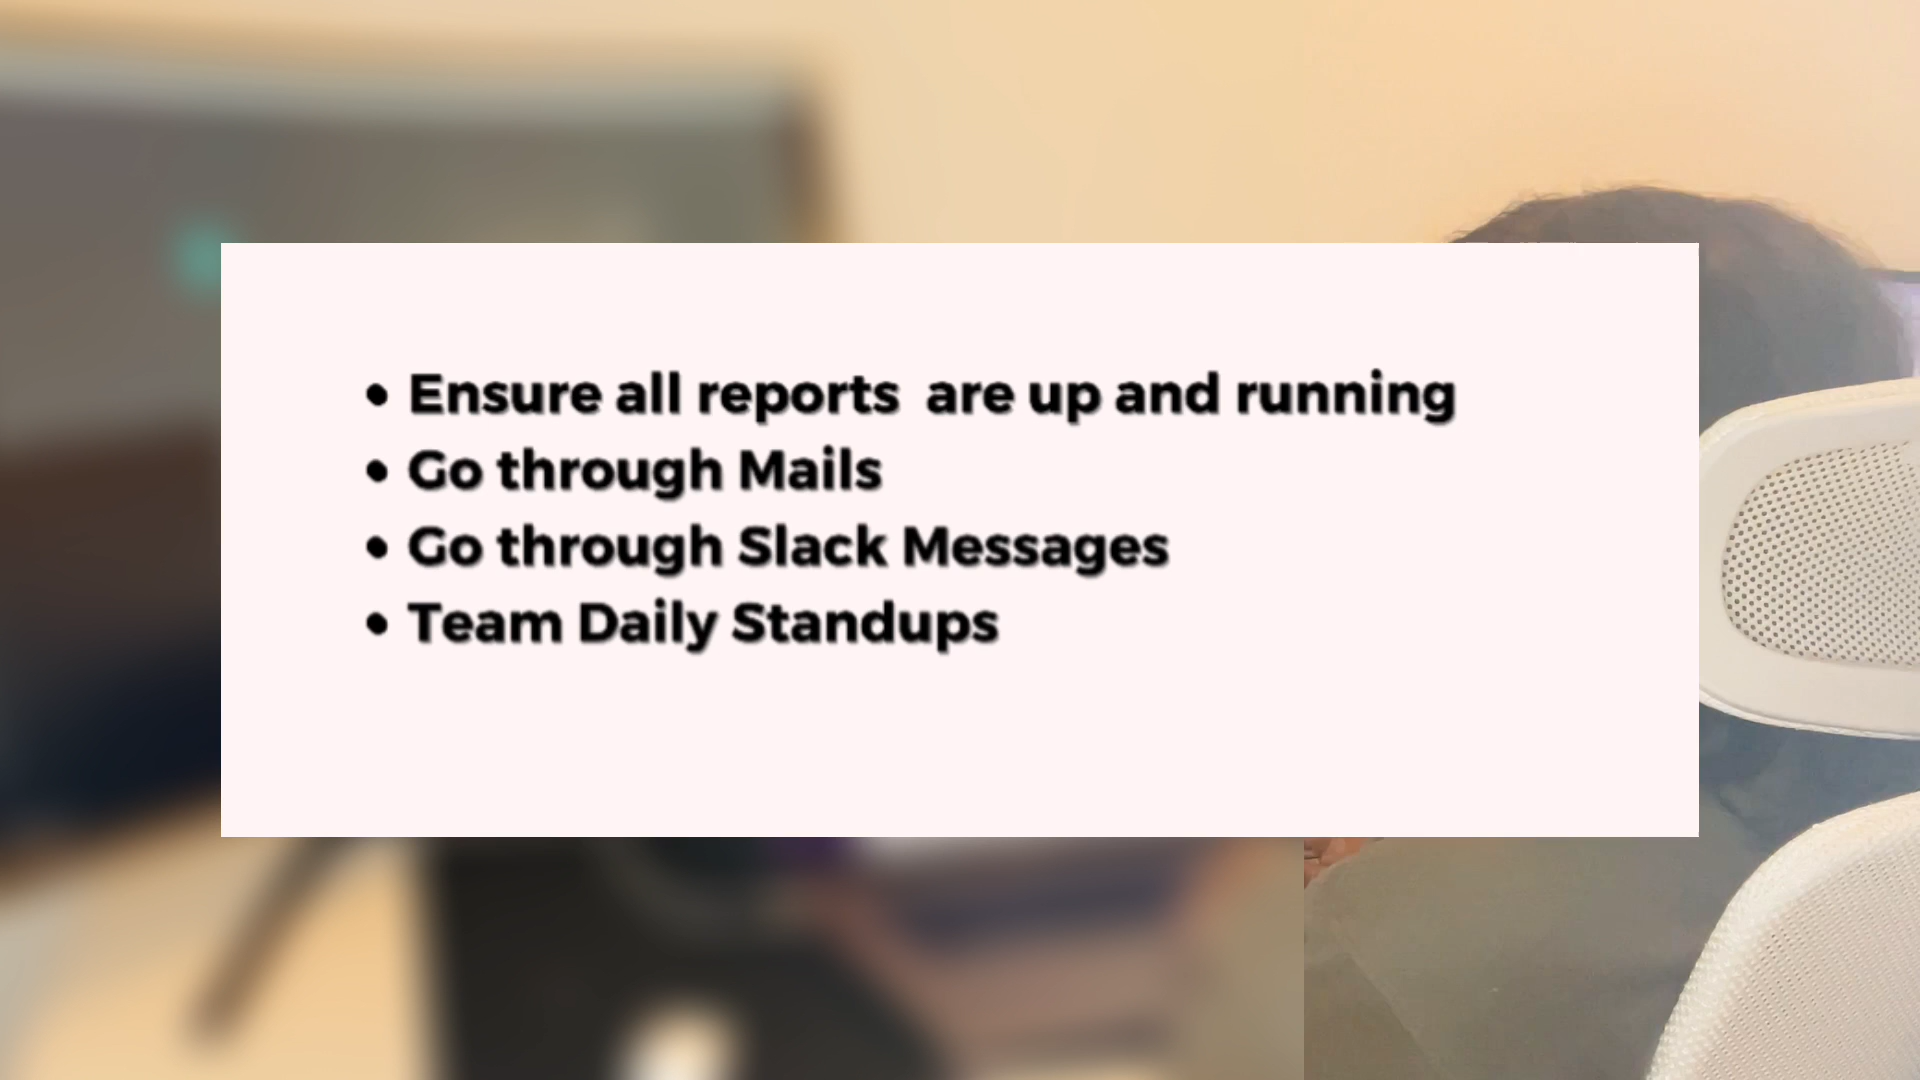 • Ensure all reports  are up and running
• Go through Mails
• Go through Slack Messages
• Team Daily Standups